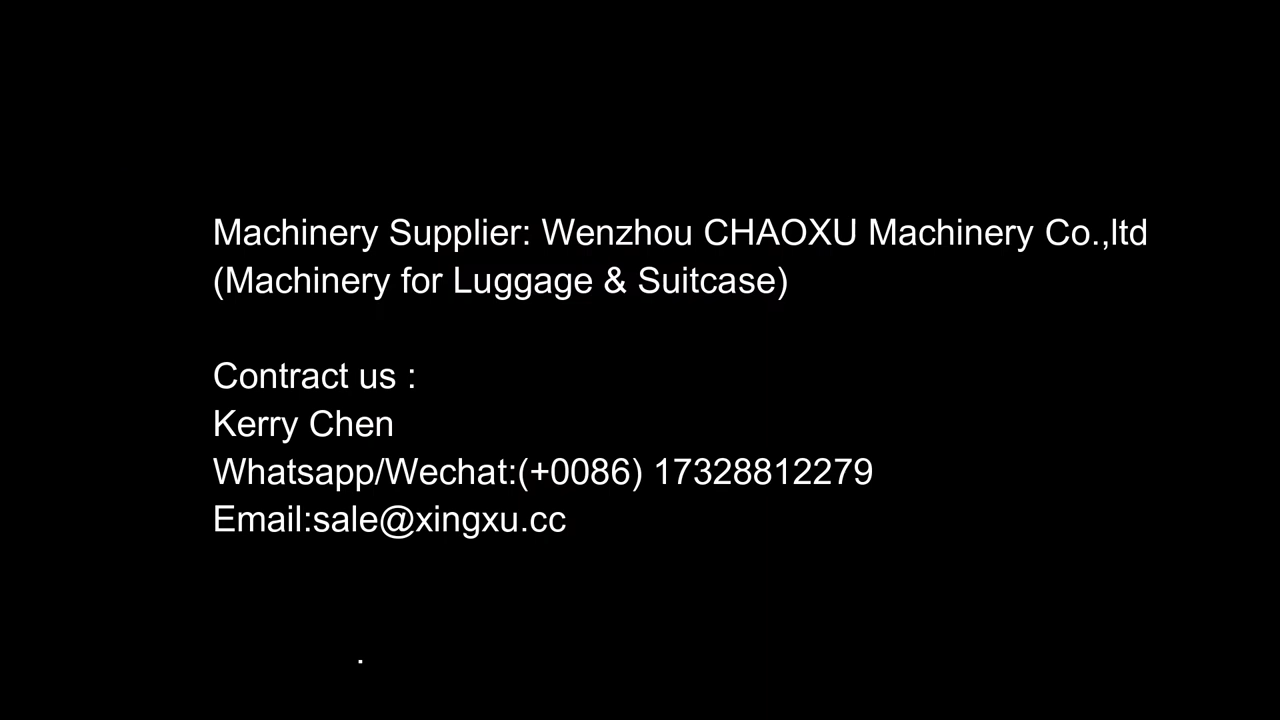 Machinery Supplier: Wenzhou CHAOXU Machinery Co.,ltd
(Machinery for Luggage & Suitcase)
Contract us :
Kerry Chen
Whatsapp/Wechat:(+0086) 17328812279
Email:sale@xingxu.cc
.